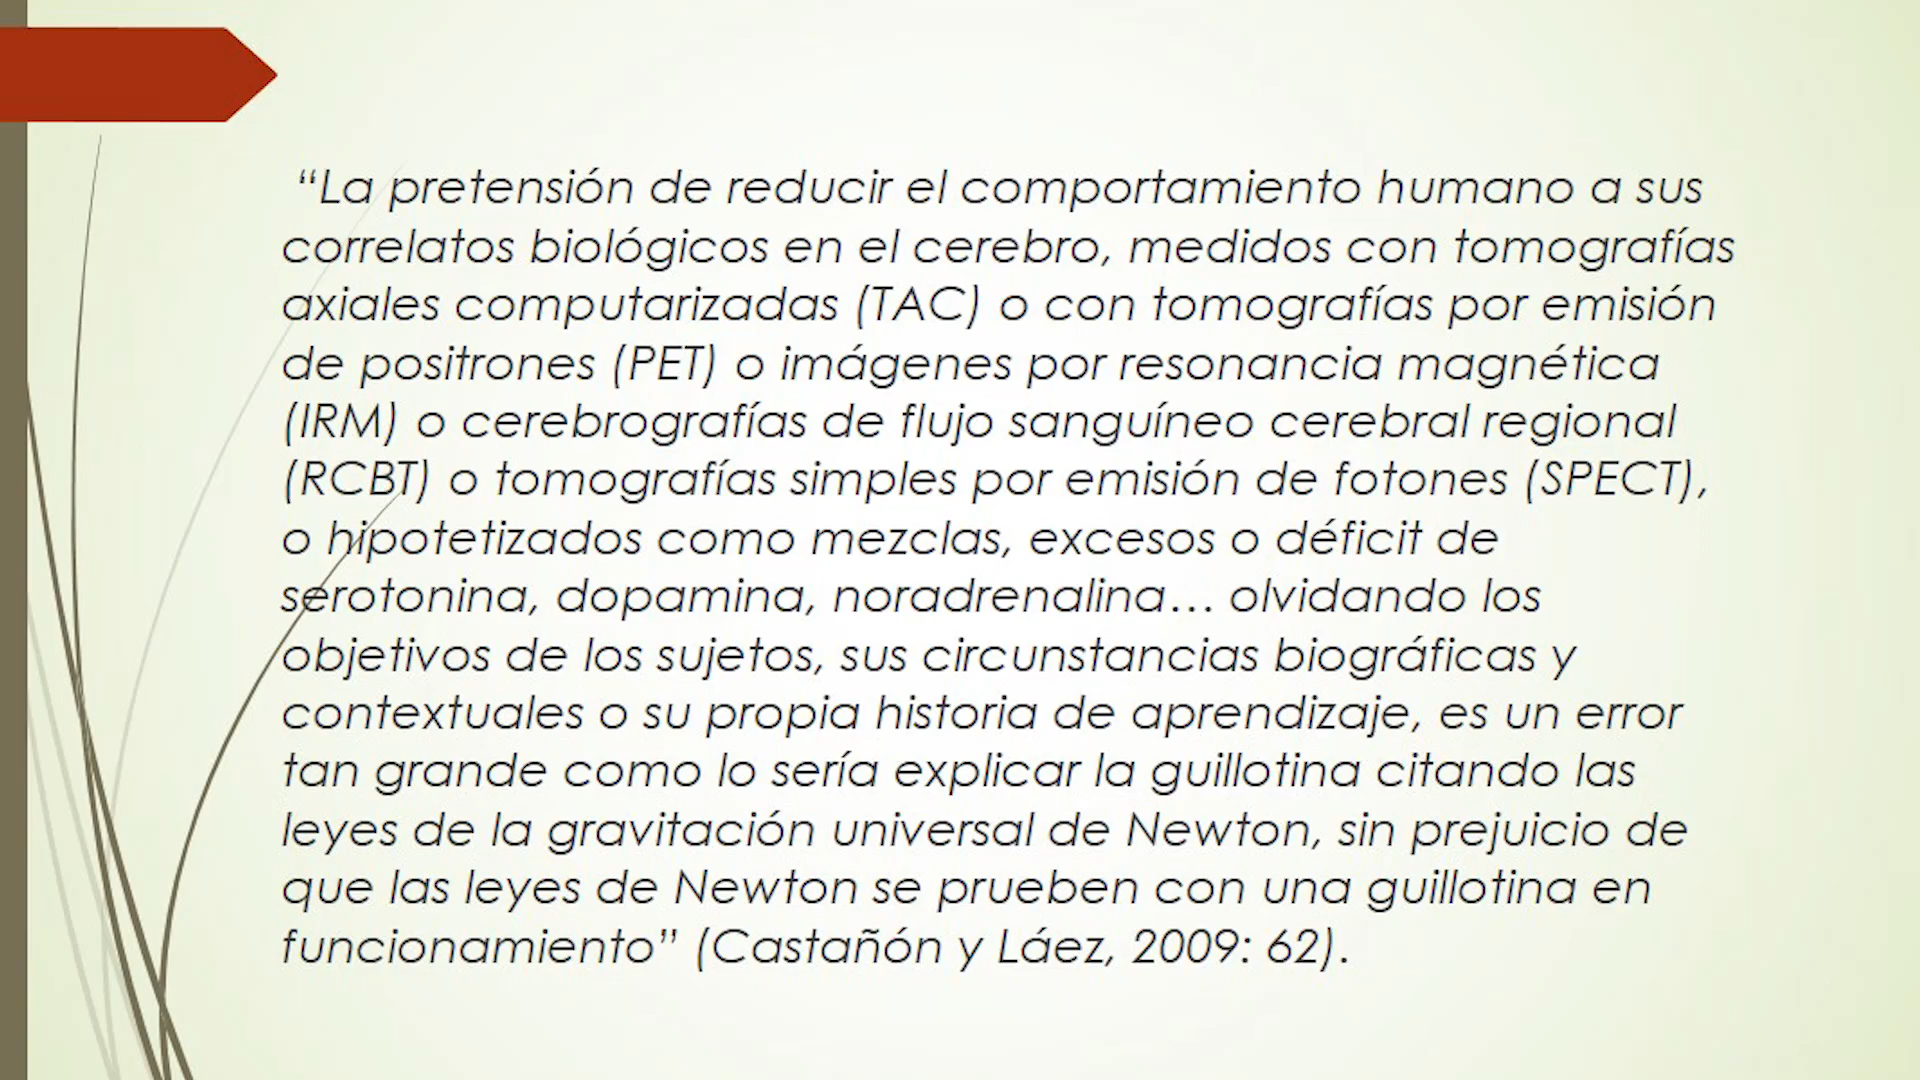 “La pretensión de reducir el comportamiento humano a sus
correlatos biológicos en el cerebro, medidos con tomografías
axiales computarizadas (TAC) o con tomografías por emisión
de positrones (PET) o imágenes por resonancia magnética
(IRM) o cerebrografías de flujo sanguíneo cerebral regional
(RCBT) o tomografías simples por emisión de fotones (SPECT),
o hipotetizados como mezclas, excesos o déficit de
serotonina, dopamina, noradrenalina… olvidando los
objetivos de los sujetos, sus circunstancias biográficas y
contextuales o su propia historia de aprendizaje, es un error
tan grande como lo sería explicar la guillotina citando las
leyes de la gravitación universal de Newton, sin prejuicio de
que las leyes de Newton se prueben con una guillotina en
funcionamiento” (Castañón y Láez, 2009: 62).